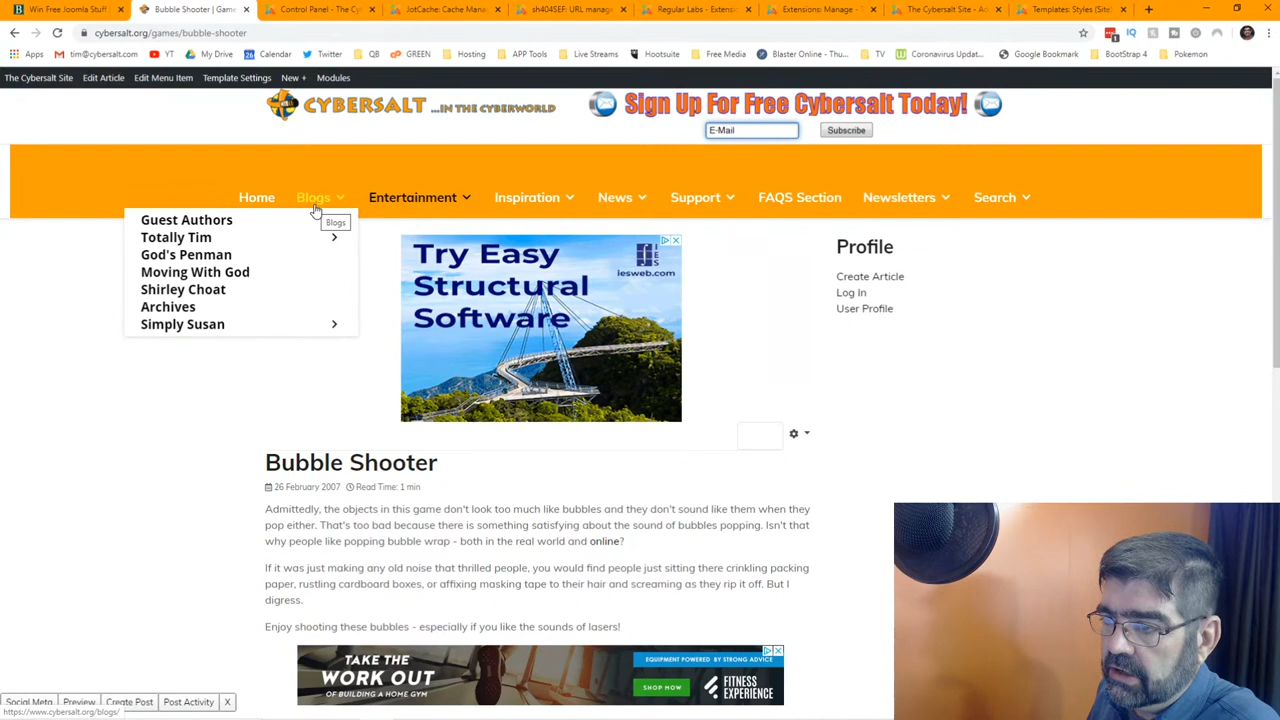 Win Free Joomla Stuff
Bubble Shooter | Game
Control Panel - The Cy
JotCache: Cache Mana
sh404SEF: URL manage
Regular Labs - Extensi
Extensions: Manage - T
The Cybersalt Site - Ad
Templates: Styles (Site)
cybersalt.org/games/bubble-shooter
Apps
tim@cybersalt.com
YT
My Drive
Calendar
Twitter
QB
GREEN
Hosting
APP Tools
Live Streams
Hootsuite
Free Media
Blaster Online - Thu...
TV
Coronavirus Updat...
Google Bookmark
BootStrap 4
Pokemon
The Cybersalt Site
Edit Article
Edit Menu Item
Template Settings
New +
Modules
CYBERSALT ...IN THE CYBERWORLD
Sign Up For Free Cybersalt Today!
E-Mail
Subscribe
Home
Blogs
Entertainment
Inspiration
News
Support
FAQS Section
Newsletters
Search
Guest Authors
Totally Tim
God's Penman
Moving With God
Shirley Choat
Archives
Simply Susan
Blogs
Try Easy
Structural
Software
IES
iesweb.com
Profile
Create Article
Log In
User Profile
Bubble Shooter
26 February 2007 Read Time: 1 min
Admittedly, the objects in this game don't look too much like bubbles and they don't sound like them when they
pop either. That's too bad because there is something satisfying about the sound of bubbles popping. Isn't that
why people like popping bubble wrap - both in the real world and online?
If it was just making any old noise that thrilled people, you would find people just sitting there crinkling packing
paper, rustling cardboard boxes, or affixing masking tape to their hair and screaming as they rip it off. But I
digress.
Enjoy shooting these bubbles - especially if you like the sounds of lasers!
TAKE THE
WORK OUT
OF BUILDING A HOME GYM
EQUIPMENT POWERED BY STRONG ADVICE
SHOP NOW
FITNESS
EXPERIENCE
Social Meta
Preview
Create Post
Post Activity
X
https://www.cybersalt.org/blogs/